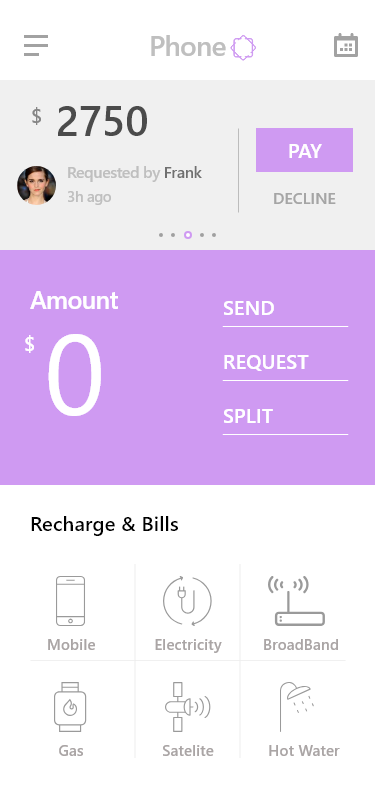 Phone
$ 2750
Requested by Frank
3h ago
PAY
DECLINE
Amount
$ 0
SEND
REQUEST
SPLIT
Recharge & Bills
Mobile
Electricity
BroadBand
Gas
Satelite
Hot Water